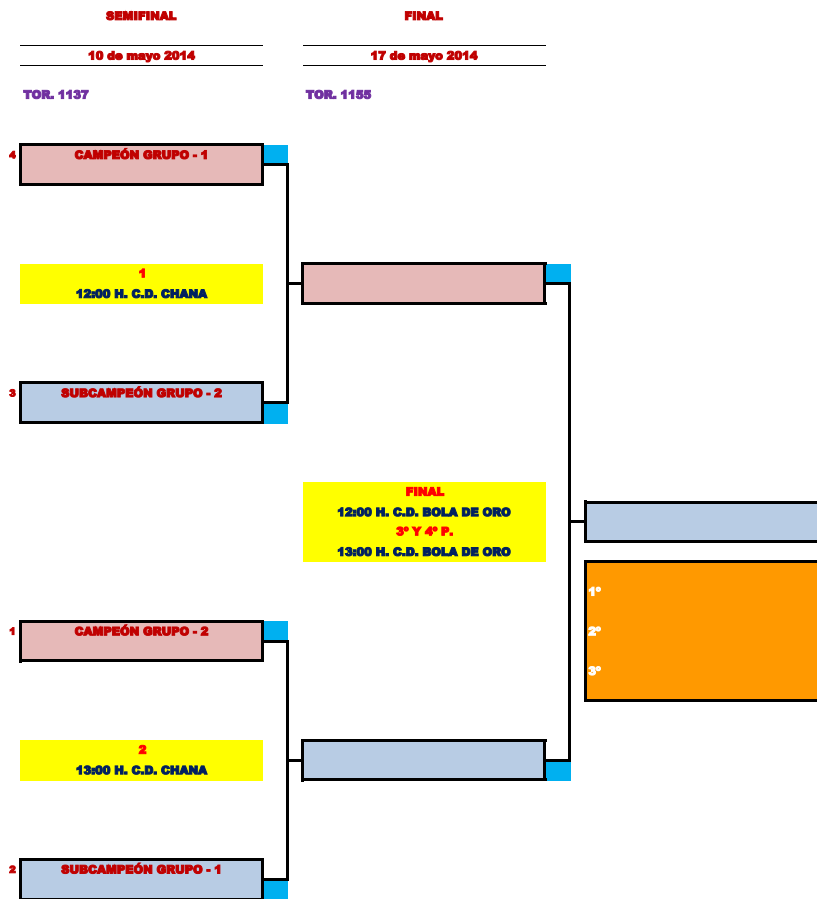 SEMIFINAL
FINAL
10 de mayo 2014
17 de mayo 2014
TOR. 1137
TOR. 1155
4
CAMPEÓN GRUPO - 1
1
12:00 H. C.D. CHANA
3
SUBCAMPEÓN GRUPO - 2
FINAL
12:00 H. C.D. BOLA DE ORO
3º Y 4º P.
13:00 H. C.D. BOLA DE ORO
1º
2º
3º
1
CAMPEÓN GRUPO - 2
2
13:00 H. C.D. CHANA
2
SUBCAMPEÓN GRUPO - 1